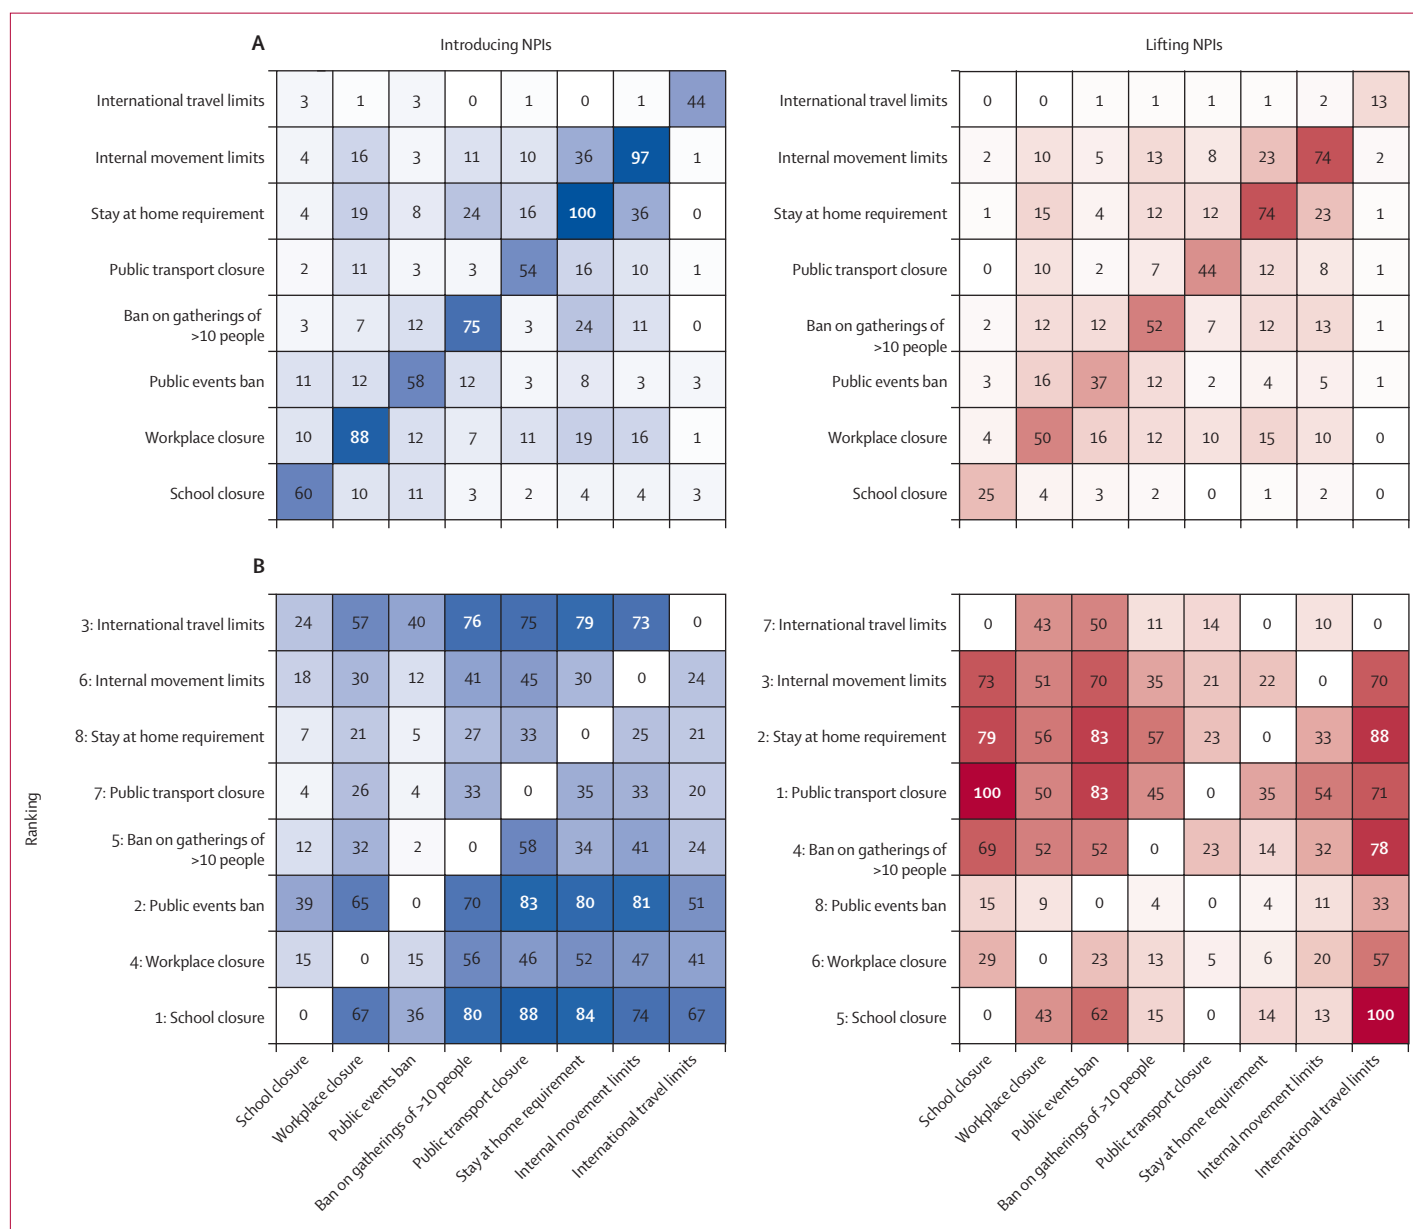 A
Introducing NPIs
Lifting NPIs
International travel limits
3 1 3 0 1 0 1 44
International travel limits
0 0 1 1 1 1 2 13
Internal movement limits
4 16 3 11 10 36 97 1
Internal movement limits
2 10 5 13 8 23 74 2
Stay at home requirement
4 19 8 24 16 100 36 0
Stay at home requirement
1 15 4 12 12 74 23 1
Public transport closure
2 11 3 3 54 16 10 1
Public transport closure
0 10 2 7 44 12 8 1
Ban on gatherings of
>10 people
3 7 12 75 3 24 11 0
Ban on gatherings of
>10 people
2 12 12 52 7 12 13 1
Public events ban
11 12 58 12 3 8 3 3
Public events ban
3 16 37 12 2 4 5 1
Workplace closure
10 88 12 7 11 19 16 1
Workplace closure
4 50 16 12 10 15 10 0
School closure
60 10 11 3 2 4 4 3
School closure
25 4 3 2 0 1 2 0
B
Ranking
3: International travel limits
24 57 40 76 75 79 73 0
7: International travel limits
0 43 50 11 14 0 10 0
6: Internal movement limits
18 30 12 41 45 30 0 24
3: Internal movement limits
73 51 70 35 21 22 0 70
8: Stay at home requirement
7 21 5 27 33 0 25 21
2: Stay at home requirement
79 56 83 57 23 0 33 88
7: Public transport closure
4 26 4 33 0 35 33 20
1: Public transport closure
100 50 83 45 0 35 54 71
5: Ban on gatherings of
>10 people
12 32 2 0 58 34 41 24
4: Ban on gatherings of
>10 people
69 52 52 0 23 14 32 78
2: Public events ban
39 65 0 70 83 80 81 51
8: Public events ban
15 9 0 4 0 4 11 33
4: Workplace closure
15 0 15 56 46 52 47 41
6: Workplace closure
29 0 23 13 5 6 20 57
1: School closure
0 67 36 80 88 84 74 67
5: School closure
0 43 62 15 0 14 13 100
School closure
Workplace closure
Public events ban
Ban on gatherings of >10 people
Public transport closure
Stay at home requirement
Internal movement limits
International travel limits
School closure
Workplace closure
Public events ban
Ban on gatherings of >10 people
Public transport closure
Stay at home requirement
Internal movement limits
International travel limits